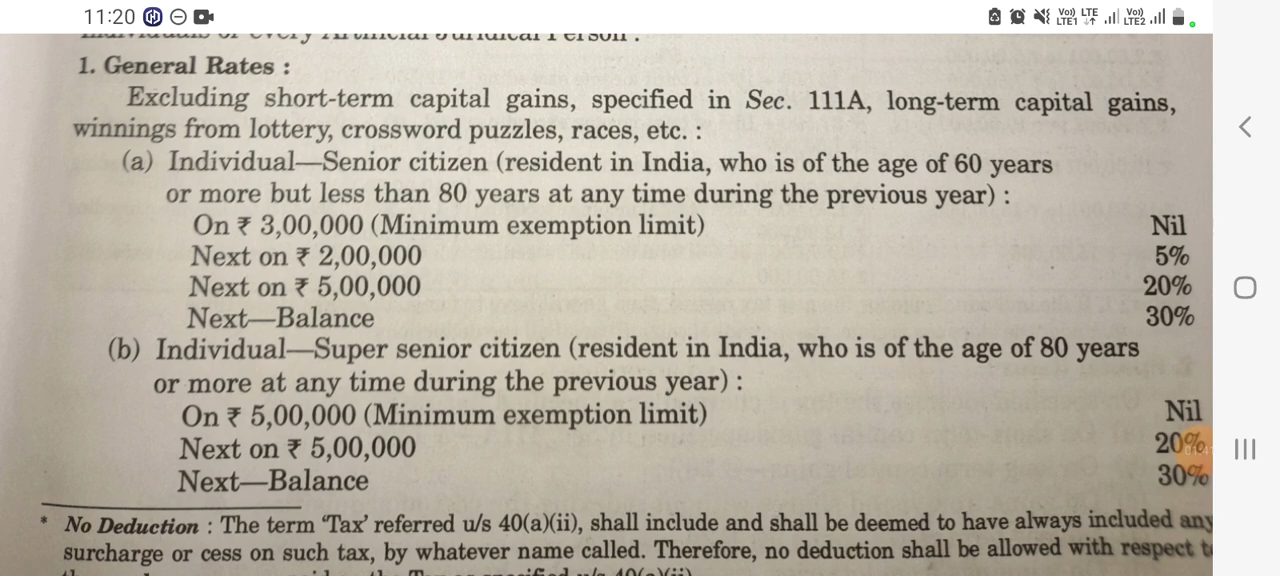 11:20
Vo) LTE Vo)
LTE1 LTE2
1. General Rates :
Excluding short-term capital gains, specified in Sec. 111A, long-term capital gains,
winnings from lottery, crossword puzzles, races, etc. :
(a) Individual—Senior citizen (resident in India, who is of the age of 60 years
or more but less than 80 years at any time during the previous year) :
On ₹ 3,00,000 (Minimum exemption limit) Nil
Next on ₹ 2,00,000 5%
Next on ₹ 5,00,000 20%
Next—Balance 30%
(b) Individual—Super senior citizen (resident in India, who is of the age of 80 years
or more at any time during the previous year) :
On ₹ 5,00,000 (Minimum exemption limit) Nil
Next on ₹ 5,00,000 20%
Next—Balance 30%
* No Deduction : The term ‘Tax’ referred u/s 40(a)(ii), shall include and shall be deemed to have always included any
surcharge or cess on such tax, by whatever name called. Therefore, no deduction shall be allowed with respect